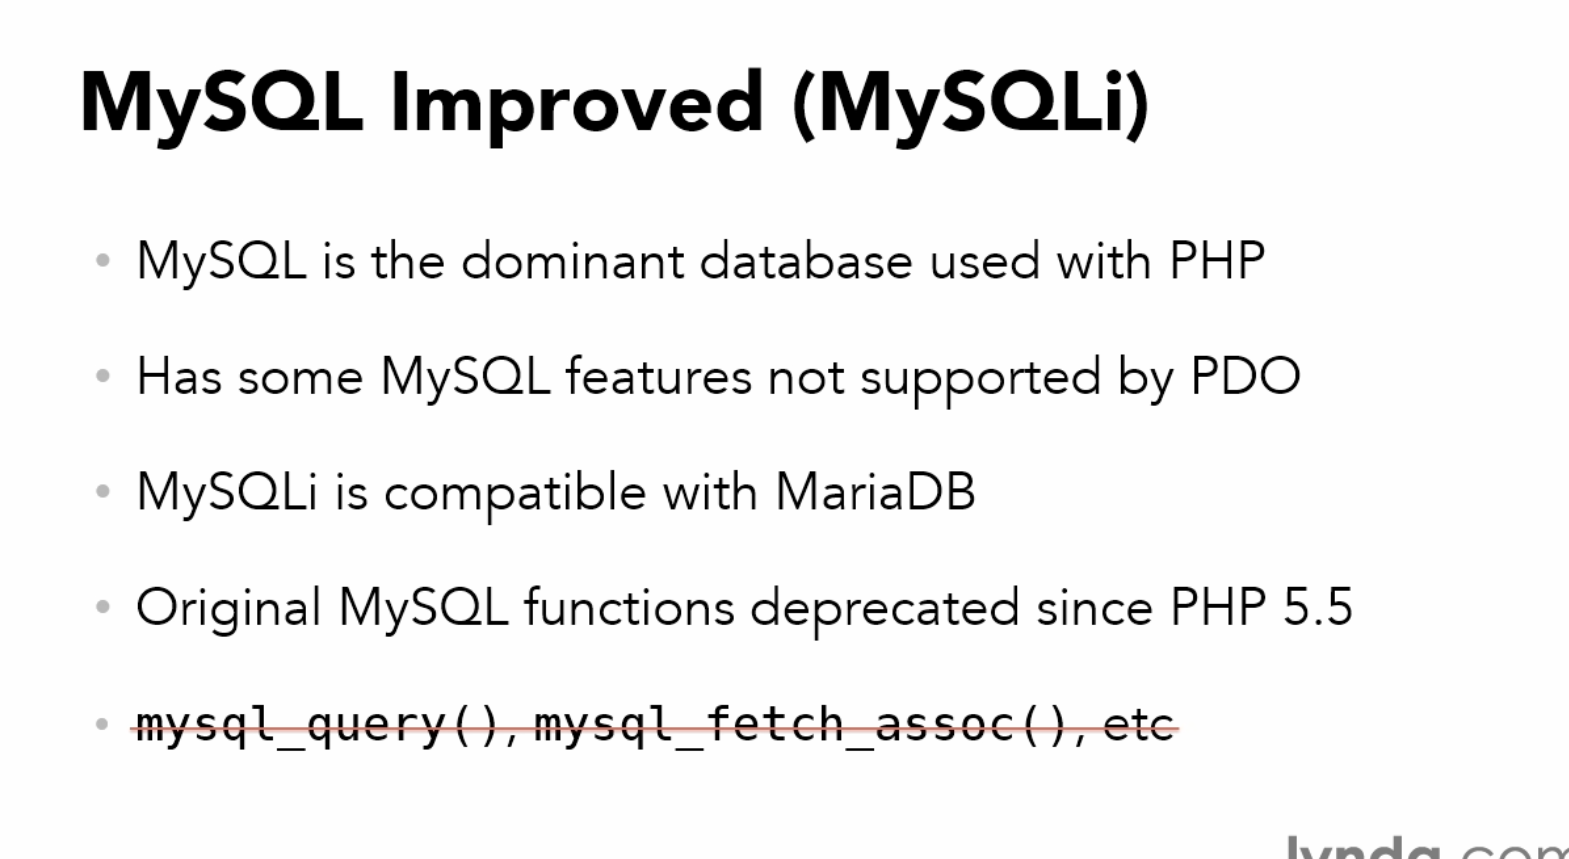 MySQL Improved (MySQLi)
• MySQL is the dominant database used with PHP
• Has some MySQL features not supported by PDO
• MySQLi is compatible with MariaDB
• Original MySQL functions deprecated since PHP 5.5
• mysql_query(), mysql_fetch_assoc(), etc
lynda.com